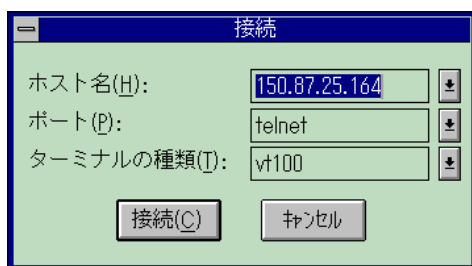 接続
ホスト名(H): 150.87.25.164
ポート(P): telnet
ターミナルの種類(T): vt100
接続(C) ｷｬﾝｾﾙ